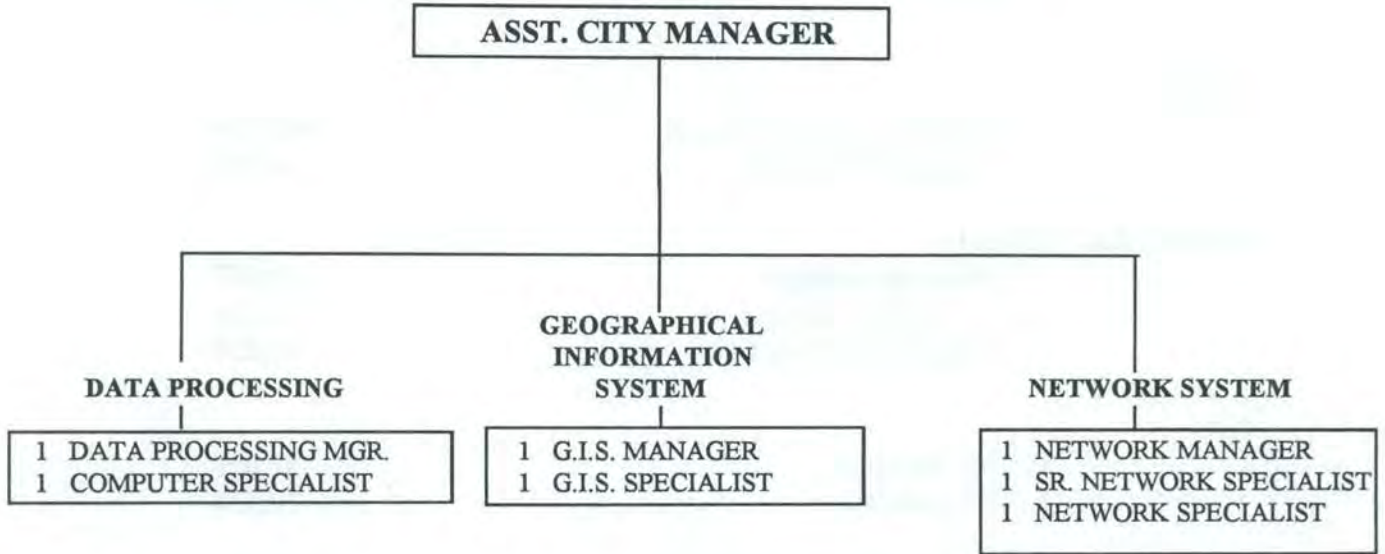 ASST. CITY MANAGER
DATA PROCESSING
1 DATA PROCESSING MGR.
1 COMPUTER SPECIALIST
GEOGRAPHICAL
INFORMATION
SYSTEM
1 G.I.S. MANAGER
1 G.I.S. SPECIALIST
NETWORK SYSTEM
1 NETWORK MANAGER
1 SR. NETWORK SPECIALIST
1 NETWORK SPECIALIST